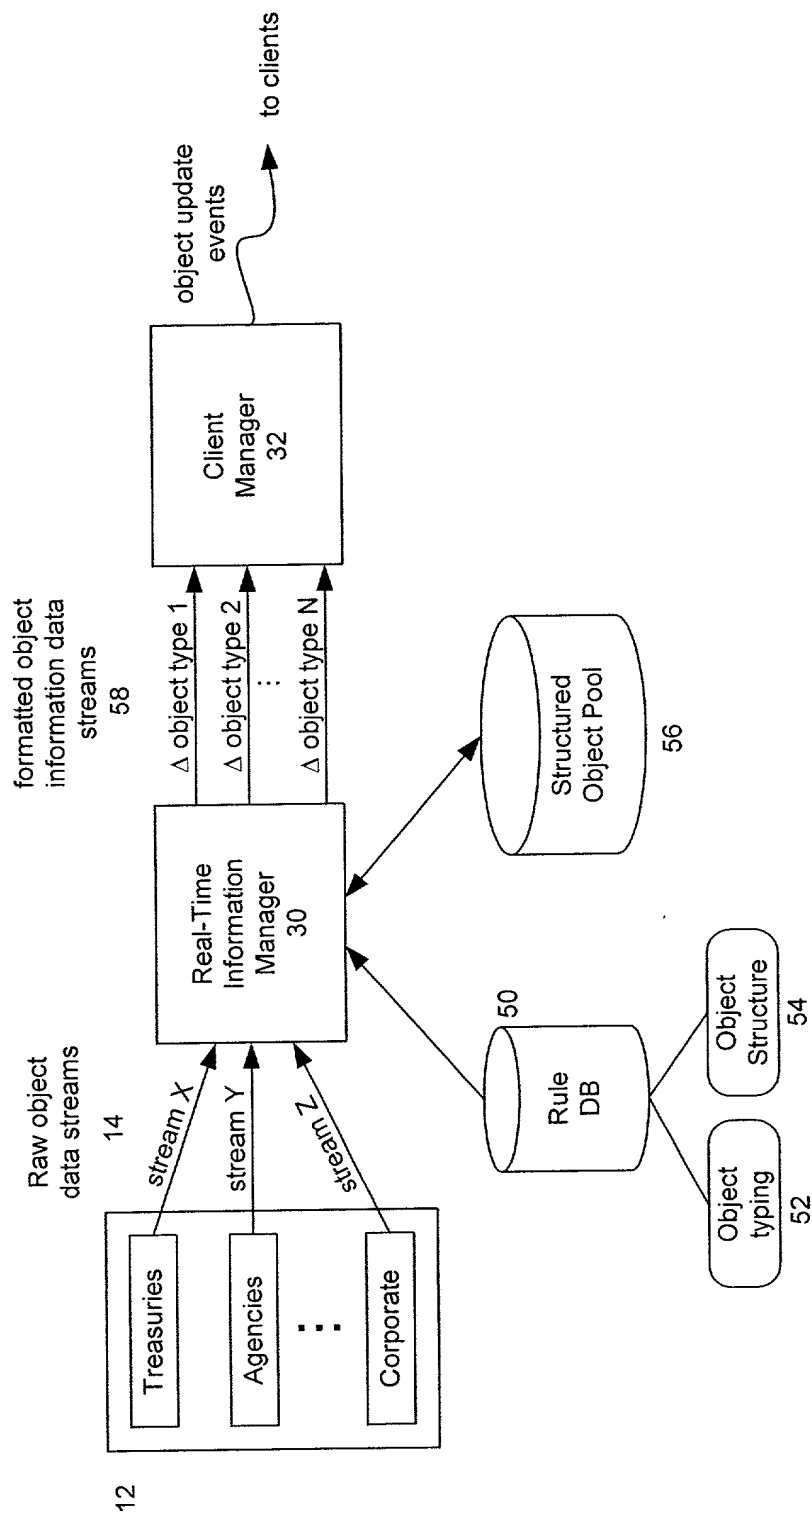 12
Treasuries
Agencies
⋮
Corporate
Raw object
data streams
14
stream X
stream Y
stream Z
Real-Time
Information
Manager
30
formatted object
information data
streams
58
Δ object type 1
Δ object type 2
⋮
Δ object type N
Client
Manager
32
object update
events
to clients
50
Rule
DB
Object
typing
52
Object
Structure
54
Structured
Object Pool
56